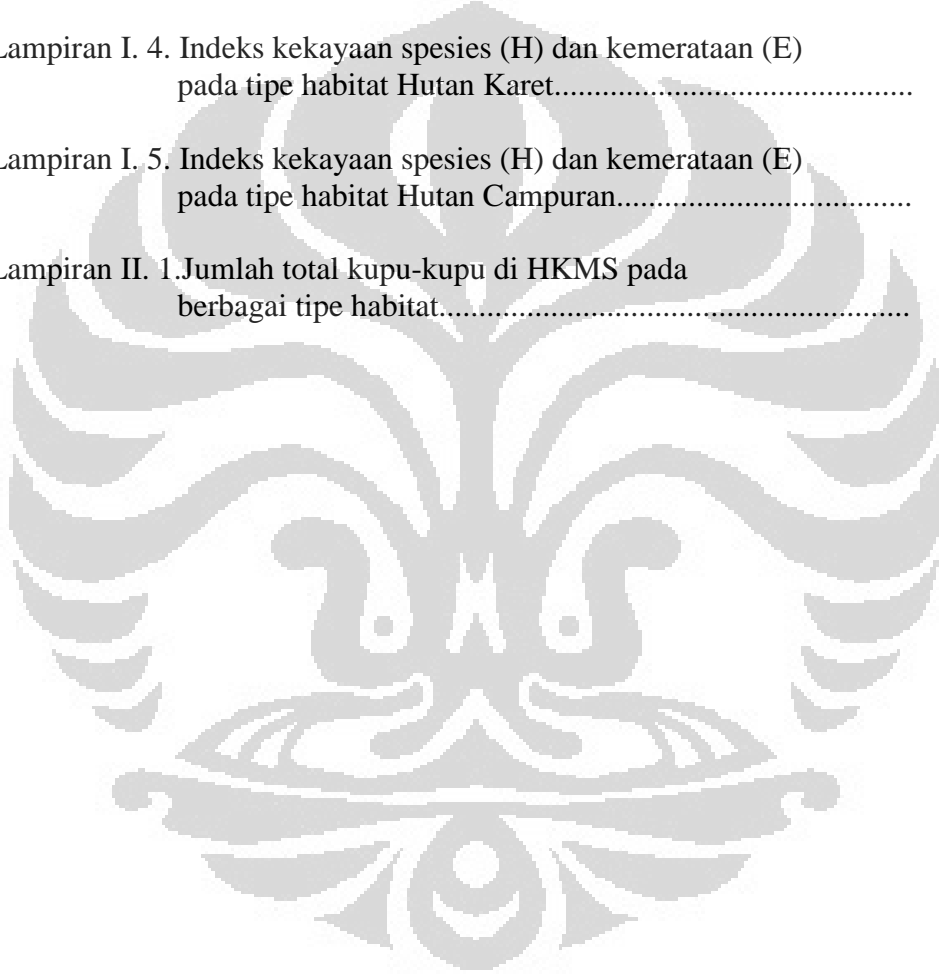 Lampiran I. 4. Indeks kekayaan spesies (H) dan kemerataan (E)
pada tipe habitat Hutan Karet.............................................
Lampiran I. 5. Indeks kekayaan spesies (H) dan kemerataan (E)
pada tipe habitat Hutan Campuran.....................................
Lampiran II. 1.Jumlah total kupu-kupu di HKMS pada
berbagai tipe habitat...........................................................